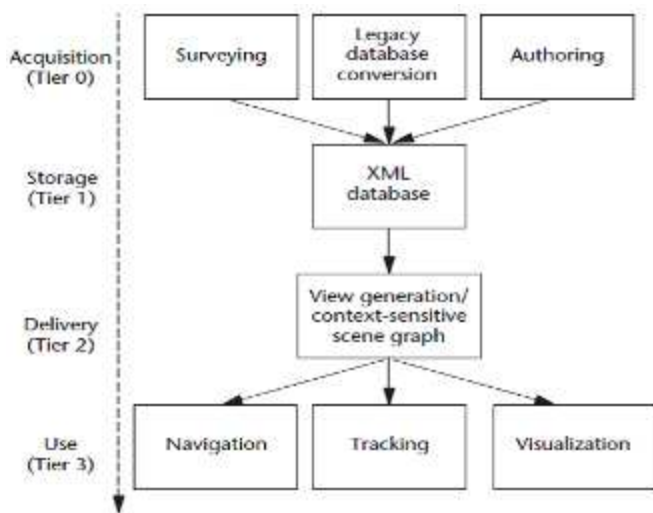 Acquisition
(Tier 0)
Surveying
Legacy
database
conversion
Authoring
Storage
(Tier 1)
XML
database
Delivery
(Tier 2)
View generation/
context-sensitive
scene graph
Use
(Tier 3)
Navigation
Tracking
Visualization